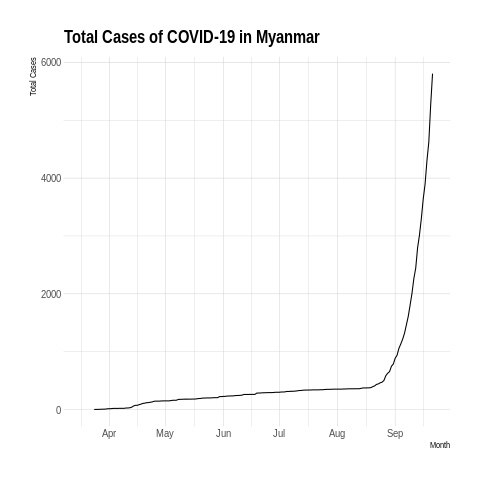 Total Cases of COVID-19 in Myanmar
Total Cases
6000
4000
2000
0
Apr May Jun Jul Aug Sep
Month